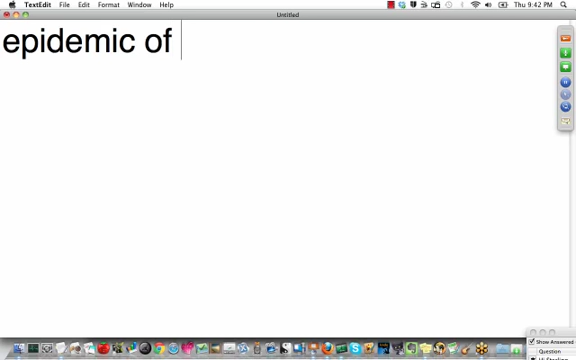 TextEdit File Edit Format Window Help Thu 9:42 PM
Untitled
epidemic of
Show Answered
Question